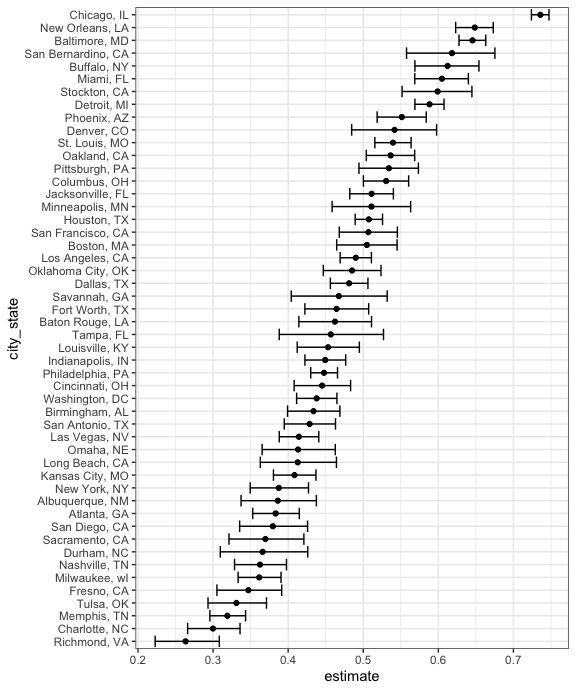 Chicago, IL
New Orleans, LA
Baltimore, MD
San Bernardino, CA
Buffalo, NY
Miami, FL
Stockton, CA
Detroit, MI
Phoenix, AZ
Denver, CO
St. Louis, MO
Oakland, CA
Pittsburgh, PA
Columbus, OH
Jacksonville, FL
Minneapolis, MN
Houston, TX
San Francisco, CA
Boston, MA
Los Angeles, CA
Oklahoma City, OK
Dallas, TX
Savannah, GA
Fort Worth, TX
Baton Rouge, LA
Tampa, FL
Louisville, KY
Indianapolis, IN
Philadelphia, PA
Cincinnati, OH
Washington, DC
Birmingham, AL
San Antonio, TX
Las Vegas, NV
Omaha, NE
Long Beach, CA
Kansas City, MO
New York, NY
Albuquerque, NM
Atlanta, GA
San Diego, CA
Sacramento, CA
Durham, NC
Nashville, TN
Milwaukee, wI
Fresno, CA
Tulsa, OK
Memphis, TN
Charlotte, NC
Richmond, VA
city_state
0.2 0.3 0.4 0.5 0.6 0.7
estimate